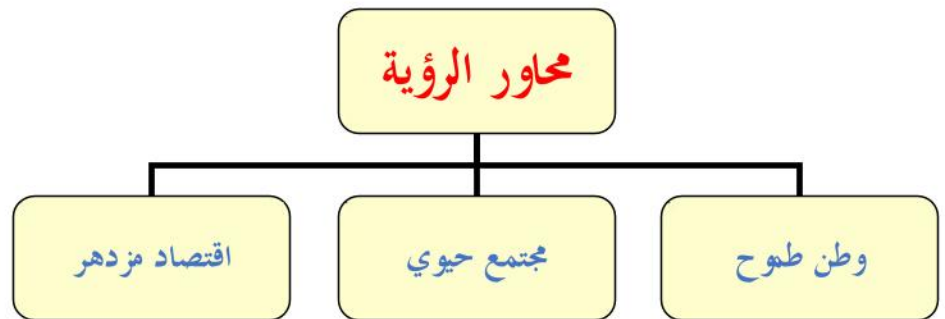 محاور الرؤية
وطن طموح
مجتمع حيوي
اقتصاد مزدهر